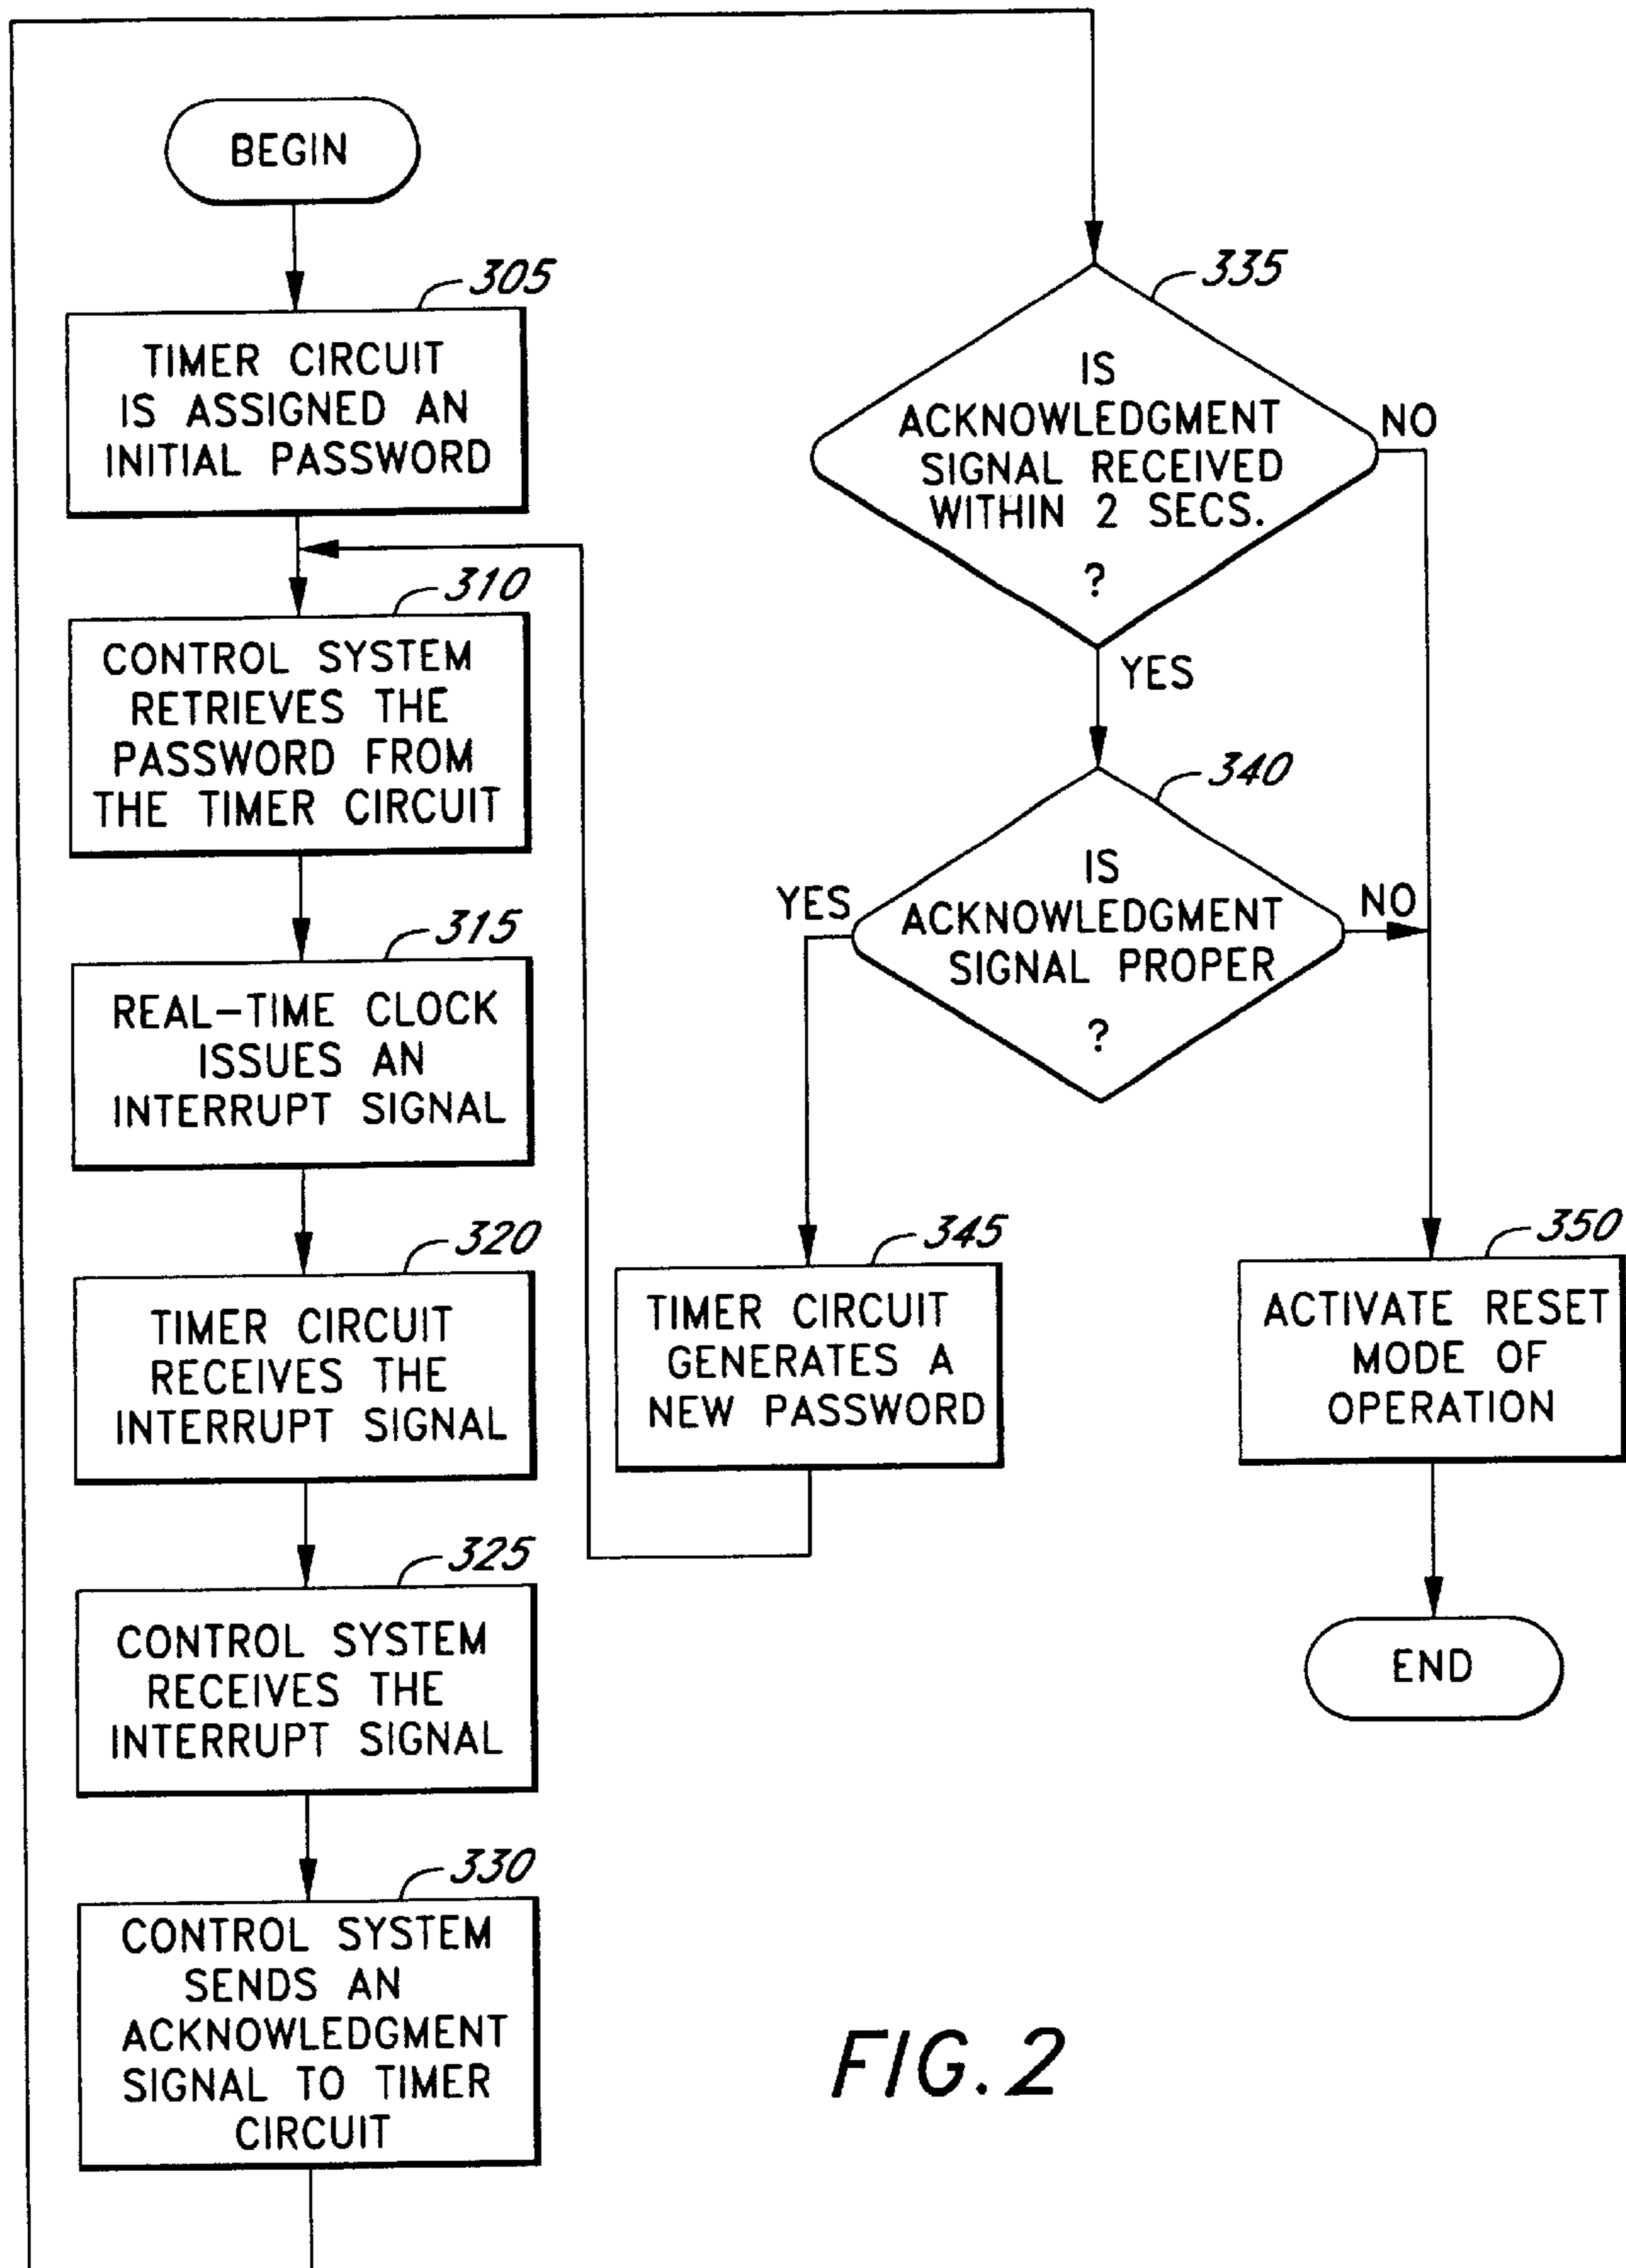 BEGIN
305
TIMER CIRCUIT
IS ASSIGNED AN
INITIAL PASSWORD
310
CONTROL SYSTEM
RETRIEVES THE
PASSWORD FROM
THE TIMER CIRCUIT
315
REAL-TIME CLOCK
ISSUES AN
INTERRUPT SIGNAL
320
TIMER CIRCUIT
RECEIVES THE
INTERRUPT SIGNAL
325
CONTROL SYSTEM
RECEIVES THE
INTERRUPT SIGNAL
330
CONTROL SYSTEM
SENDS AN
ACKNOWLEDGMENT
SIGNAL TO TIMER
CIRCUIT
335
IS
ACKNOWLEDGMENT
SIGNAL RECEIVED
WITHIN 2 SECS.
?
NO
YES
340
IS
ACKNOWLEDGMENT
SIGNAL PROPER
?
YES
NO
345
TIMER CIRCUIT
GENERATES A
NEW PASSWORD
350
ACTIVATE RESET
MODE OF
OPERATION
END
FIG. 2